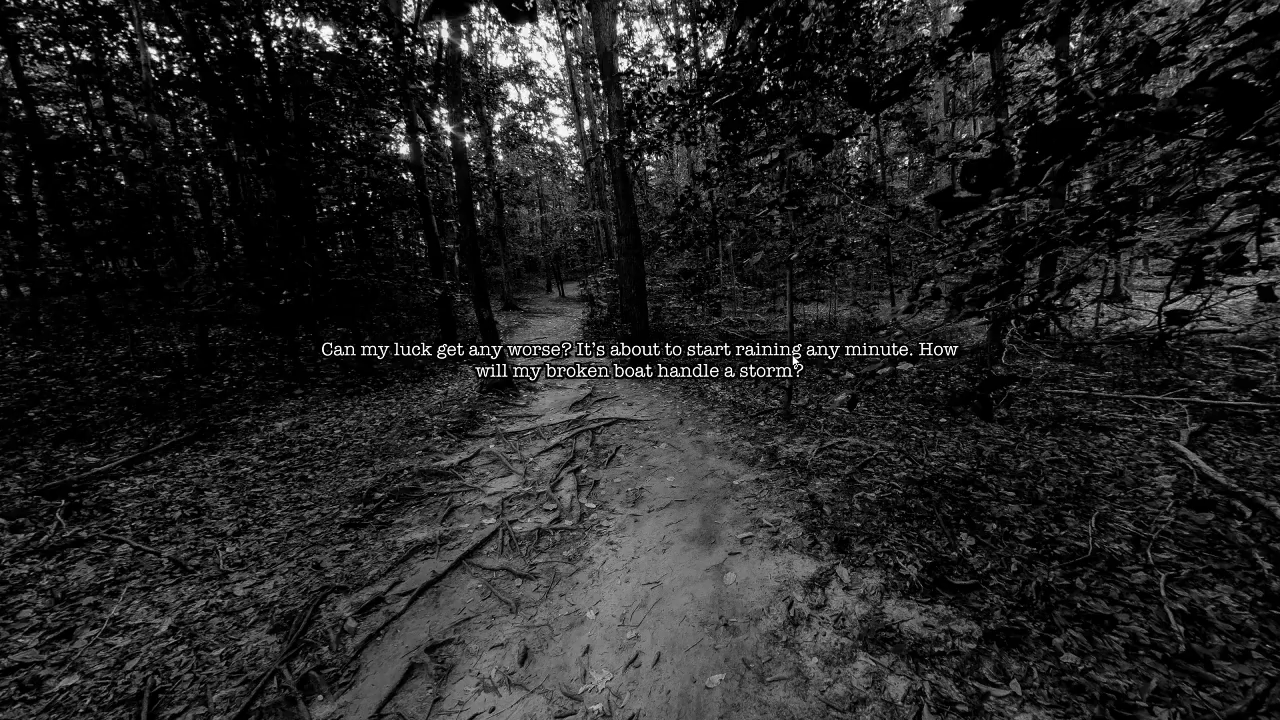 Can my luck get any worse? It's about to start raining any minute. How
will my broken boat handle a storm?